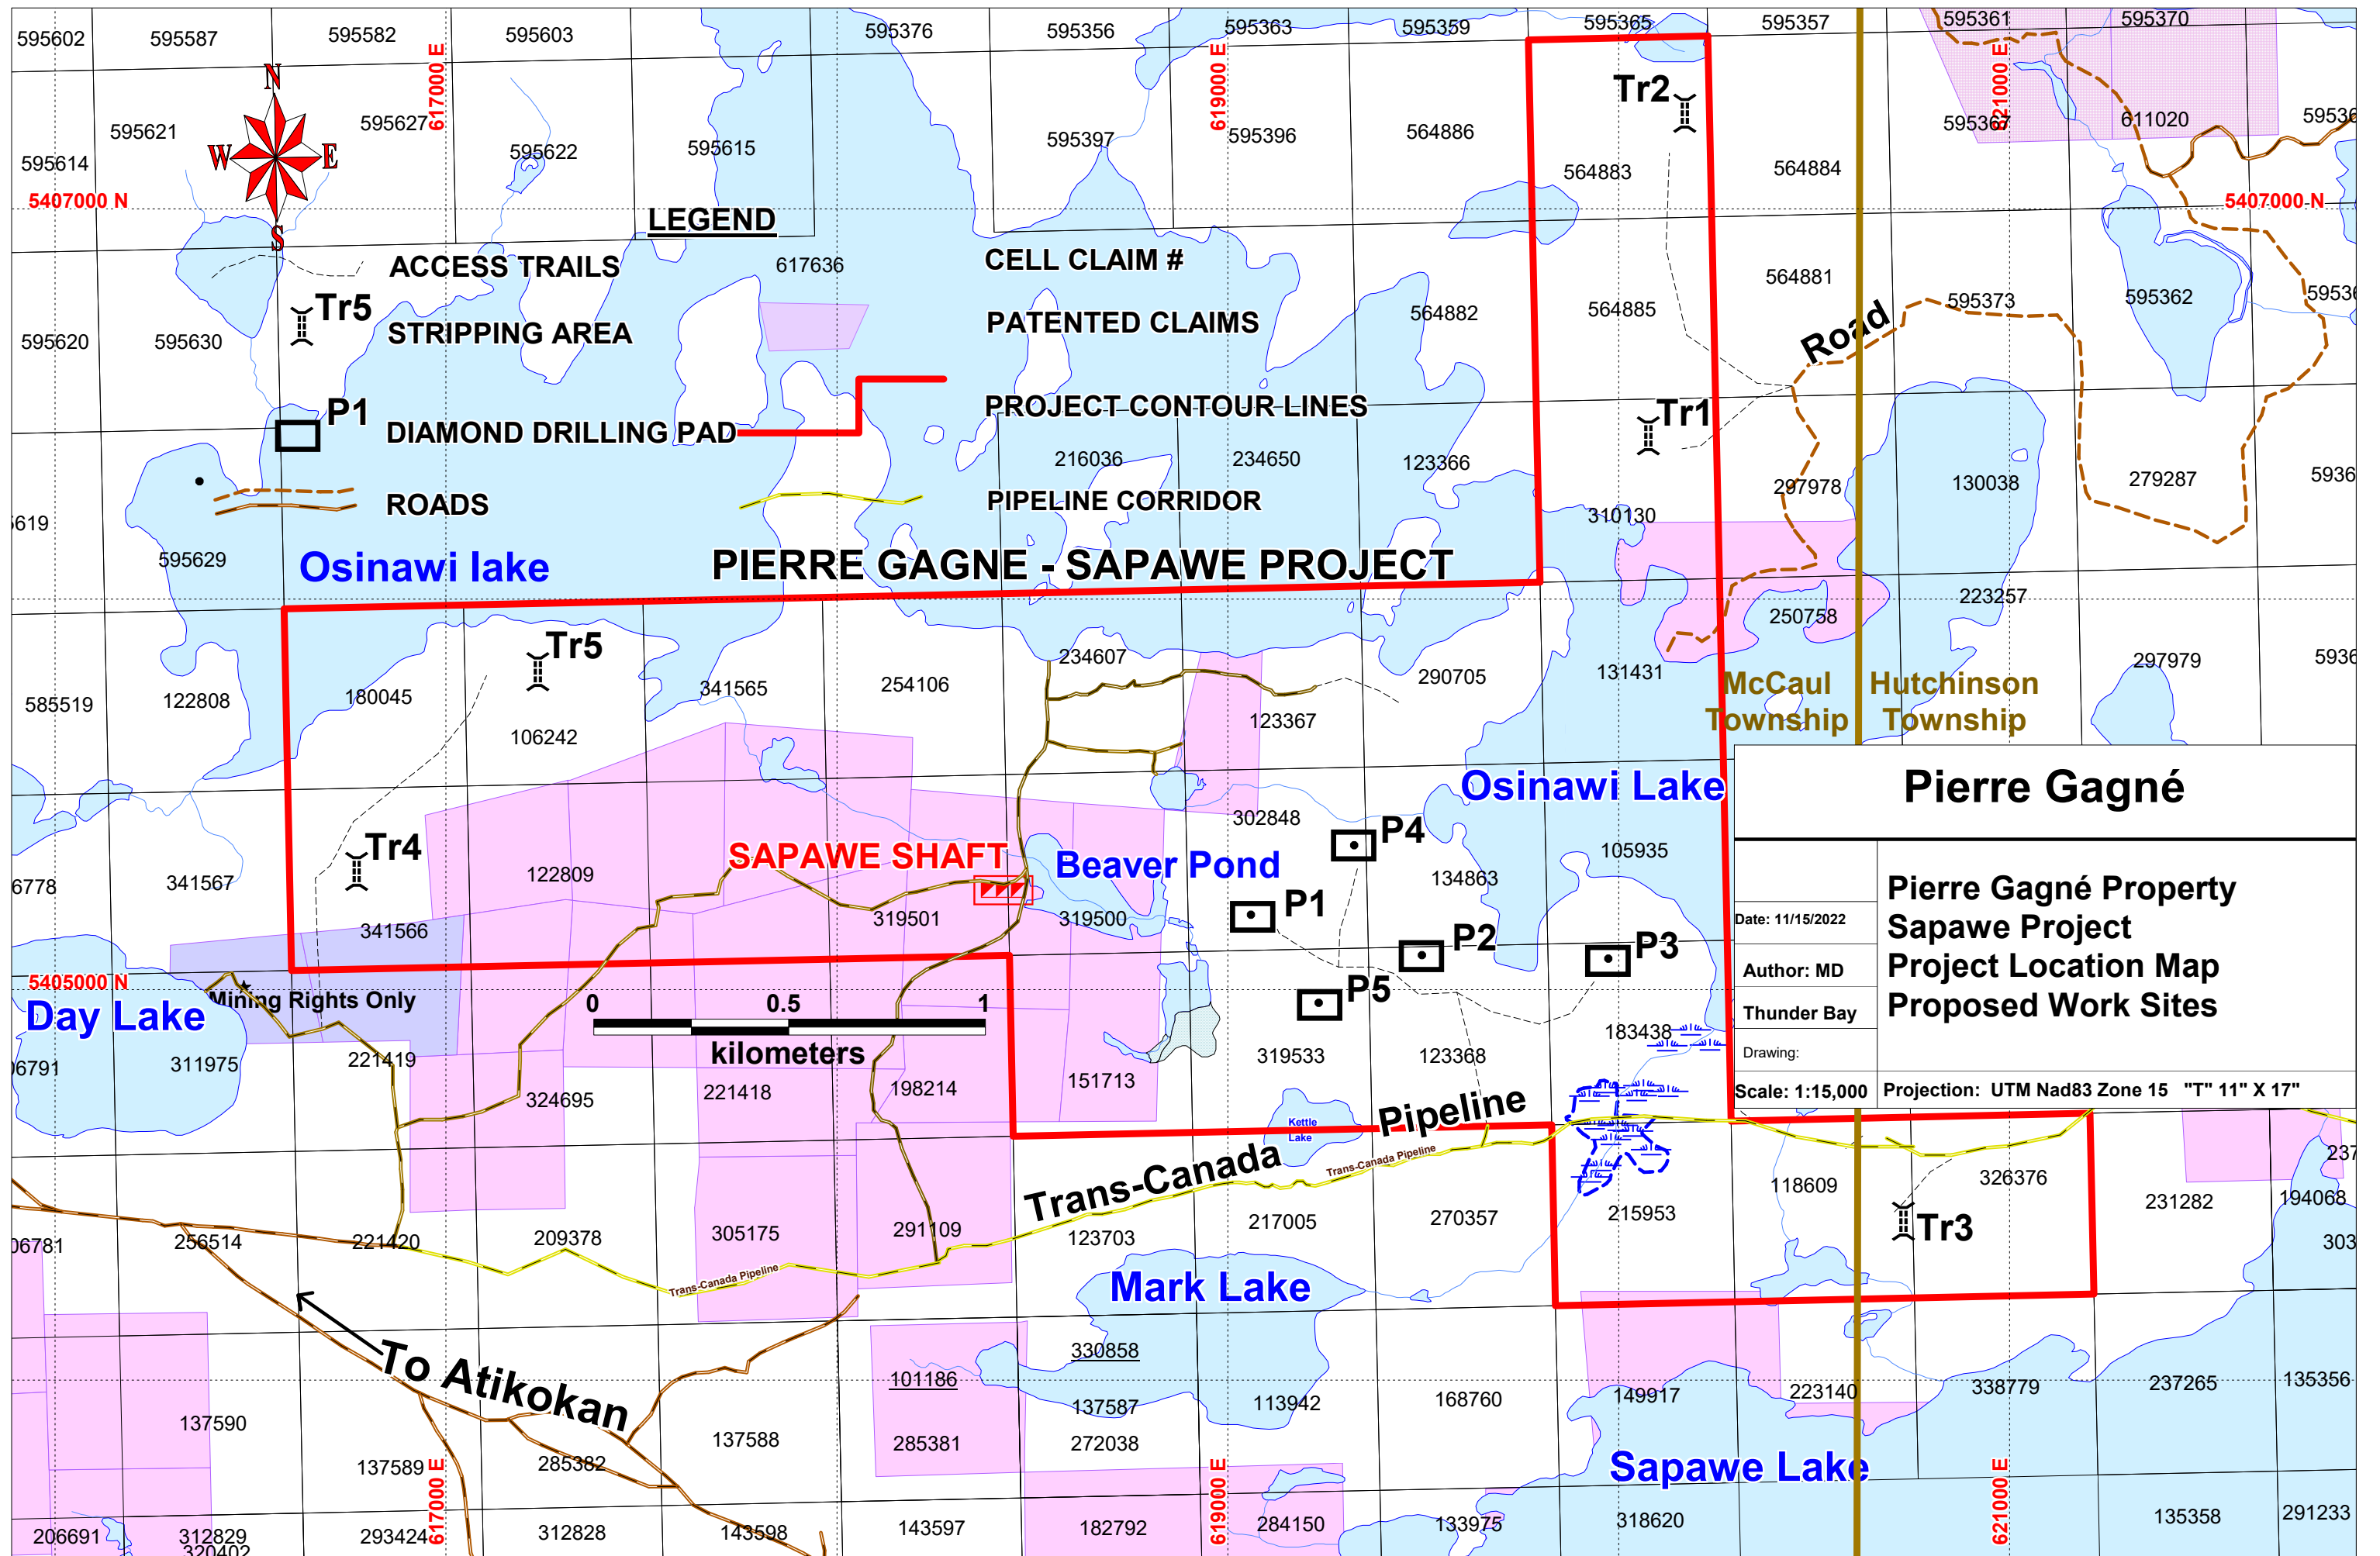 595602
595587
595582
595603
595376
595356
595363
595359
595365
595357
595361
595370
617000 E
619000 E
621000 E
N
W
E
S
595614
595621
595627
595622
595615
595397
595396
564886
Tr2
564883
564884
595367
611020
5407000 N
5407000 N
LEGEND
ACCESS TRAILS
617636
CELL CLAIM #
564881
564882
564885
595373
595362
Tr5
STRIPPING AREA
PATENTED CLAIMS
595620
595630
Road
P1
DIAMOND DRILLING PAD
PROJECT CONTOUR LINES
Tr1
216036
234650
123366
297978
130038
279287
ROADS
PIPELINE CORRIDOR
310130
595629
Osinawi lake
PIERRE GAGNE - SAPAWE PROJECT
223257
250758
Tr5
234607
290705
131431
297979
585519
122808
180045
341565
254106
McCaul
Township
Hutchinson
Township
106242
123367
Osinawi Lake
Pierre Gagné
302848
P4
Tr4
SAPAWE SHAFT
Beaver Pond
105935
341567
122809
134863
P1
341566
319501
319500
P2
P3
Pierre Gagné Property
Sapawe Project
Project Location Map
Proposed Work Sites
Date: 11/15/2022
Author: MD
Thunder Bay
Drawing:
Scale: 1:15,000
Projection: UTM Nad83 Zone 15 "T" 11" X 17"
5405000 N
Mining Rights Only
Day Lake
0
0.5
1
kilometers
P5
183438
311975
221419
319533
123368
151713
324695
221418
198214
Kettle
Lake
Trans-Canada Pipeline
Trans-Canada Pipeline
118609
326376
231282
194068
256514
221420
209378
305175
291109
123703
217005
270357
215953
Tr3
Trans-Canada Pipeline
Mark Lake
To Atikokan
330858
101186
137590
137587
113942
168760
149917
223140
338779
237265
135356
137589
285382
137588
285381
272038
Sapawe Lake
617000 E
619000 E
621000 E
206691
312829
320402
293424
312828
143598
143597
182792
284150
133975
318620
135358
291233